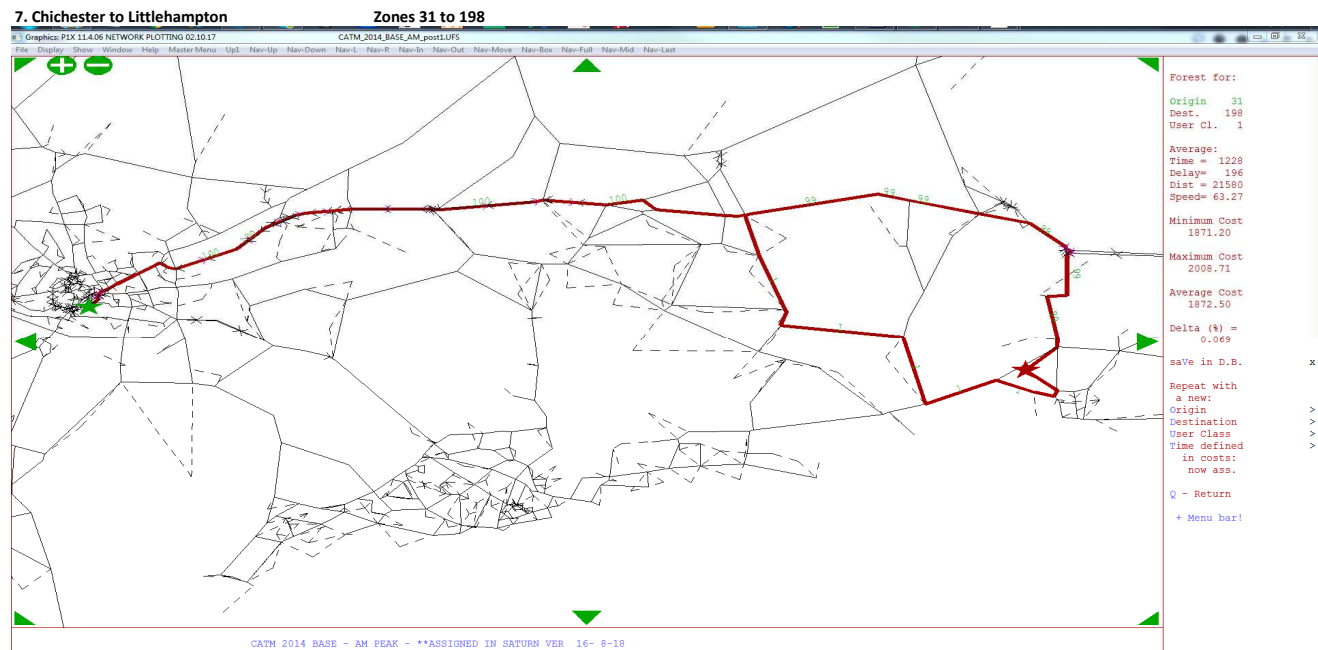 7. Chichester to Littlehampton Zones 31 to 198
Graphics: P1X 11.4.06 NETWORK PLOTTING 02.10.17 CATM_2014_BASE_AM_post1.UFS
File Display Show Window Help Master Menu Up1 Nav-Up Nav-Down Nav-L Nav-R Nav-In Nav-Out Nav-Move Nav-Box Nav-Full Nav-Mid Nav-Last
Forest for:
Origin 31
Dest. 198
User Cl. 1
Average:
Time = 1228
Delay= 196
Dist = 21580
Speed= 63.27
Minimum Cost
1871.20
Maximum Cost
2008.71
Average Cost
1872.50
Delta (%) =
0.069
saVe in D.B. x
Repeat with
a new:
Origin >
Destination >
User Class >
Time defined >
in costs:
now ass.
Q - Return
+ Menu bar!
100
100
100
99
99
99
1
1
1
1
CATM 2014 BASE - AM PEAK - **ASSIGNED IN SATURN VER 16- 8-18